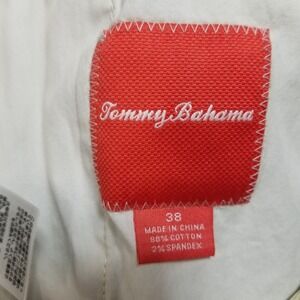 Tommy Bahama
38
MADE IN CHINA
98% COTTON
2% SPANDEX